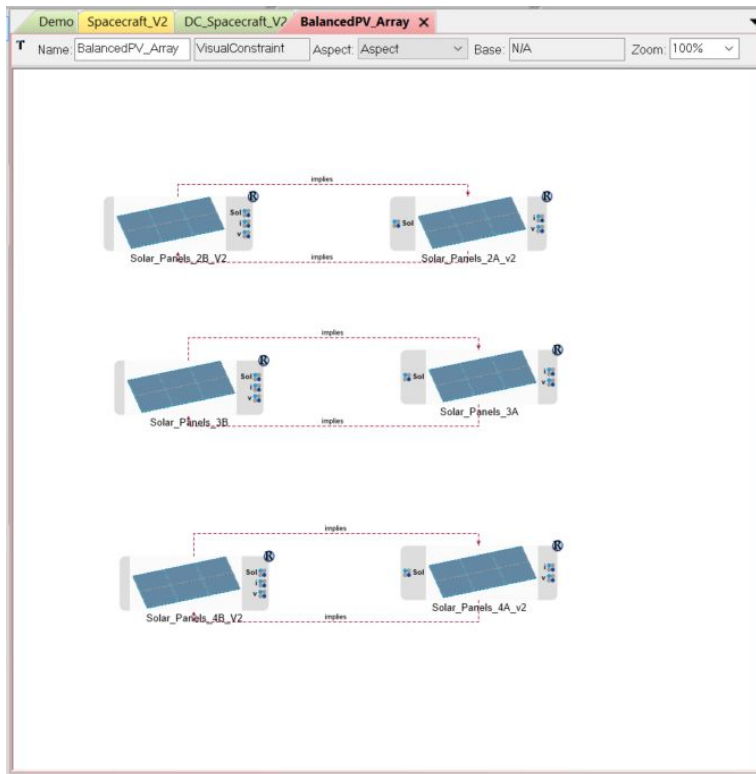 Demo Spacecraft_V2 DC_Spacecraft_V2 BalancedPV_Array X
T Name: BalancedPV_Array VisualConstraint Aspect: Aspect Base: N/A Zoom: 100%
implies
R R
Sol i v Sol i v
Solar_Panels_2B_V2 implies Solar_Panels_2A_v2
implies
R R
Sol i v Sol i v
Solar_Panels_3B implies Solar_Panels_3A
implies
R R
Sol i v Sol i v
Solar_Panels_4B_V2 implies Solar_Panels_4A_v2